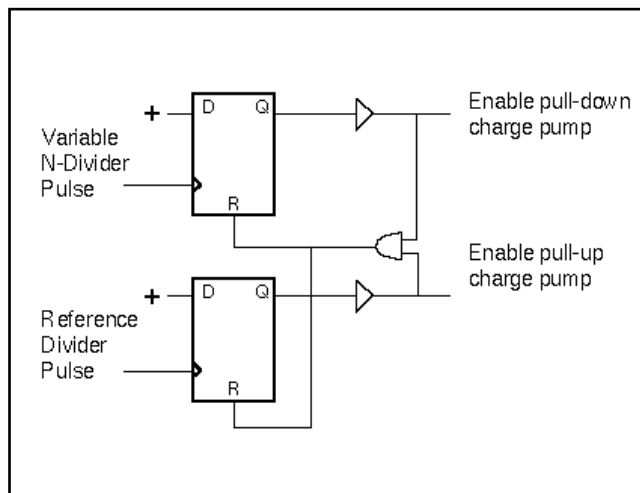 +
D
Q
Enable pull-down
charge pump
Variable
N-Divider
Pulse
R
Enable pull-up
charge pump
+
D
Q
Reference
Divider
Pulse
R